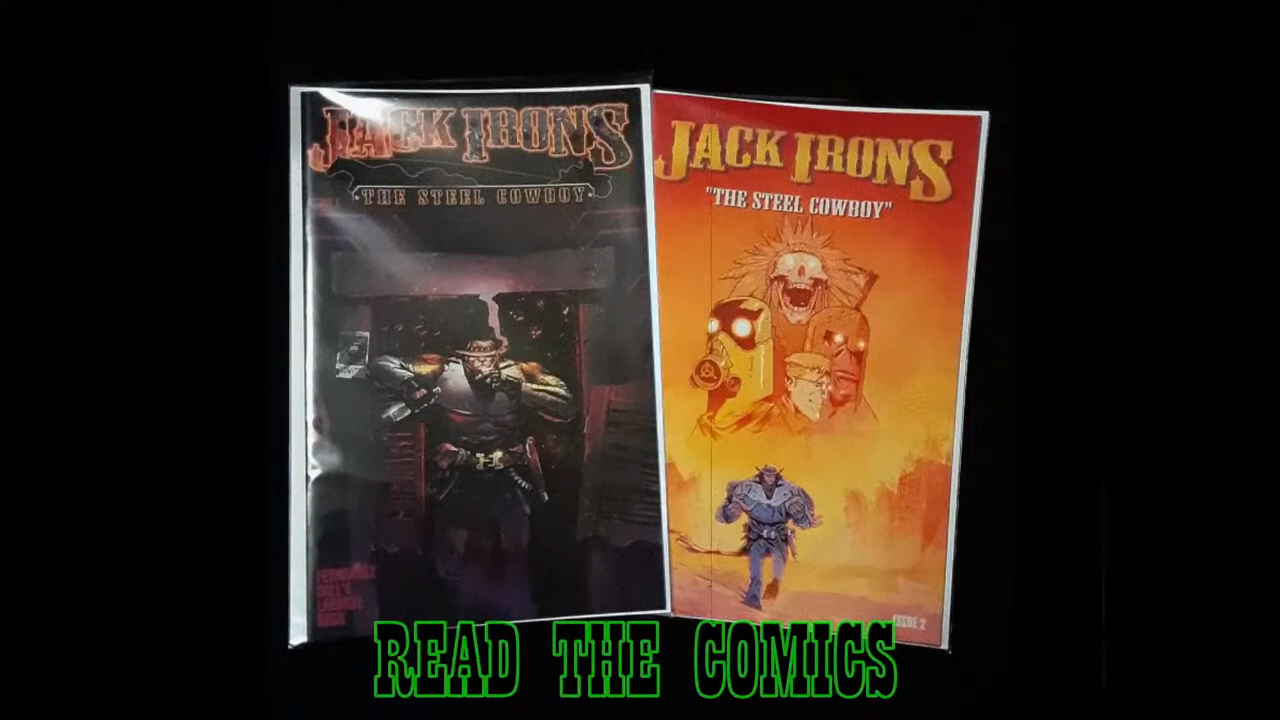 JACK IRONS
THE STEEL COWBOY
JACK IRONS
"THE STEEL COWBOY"
ISSUE 2
READ THE COMICS